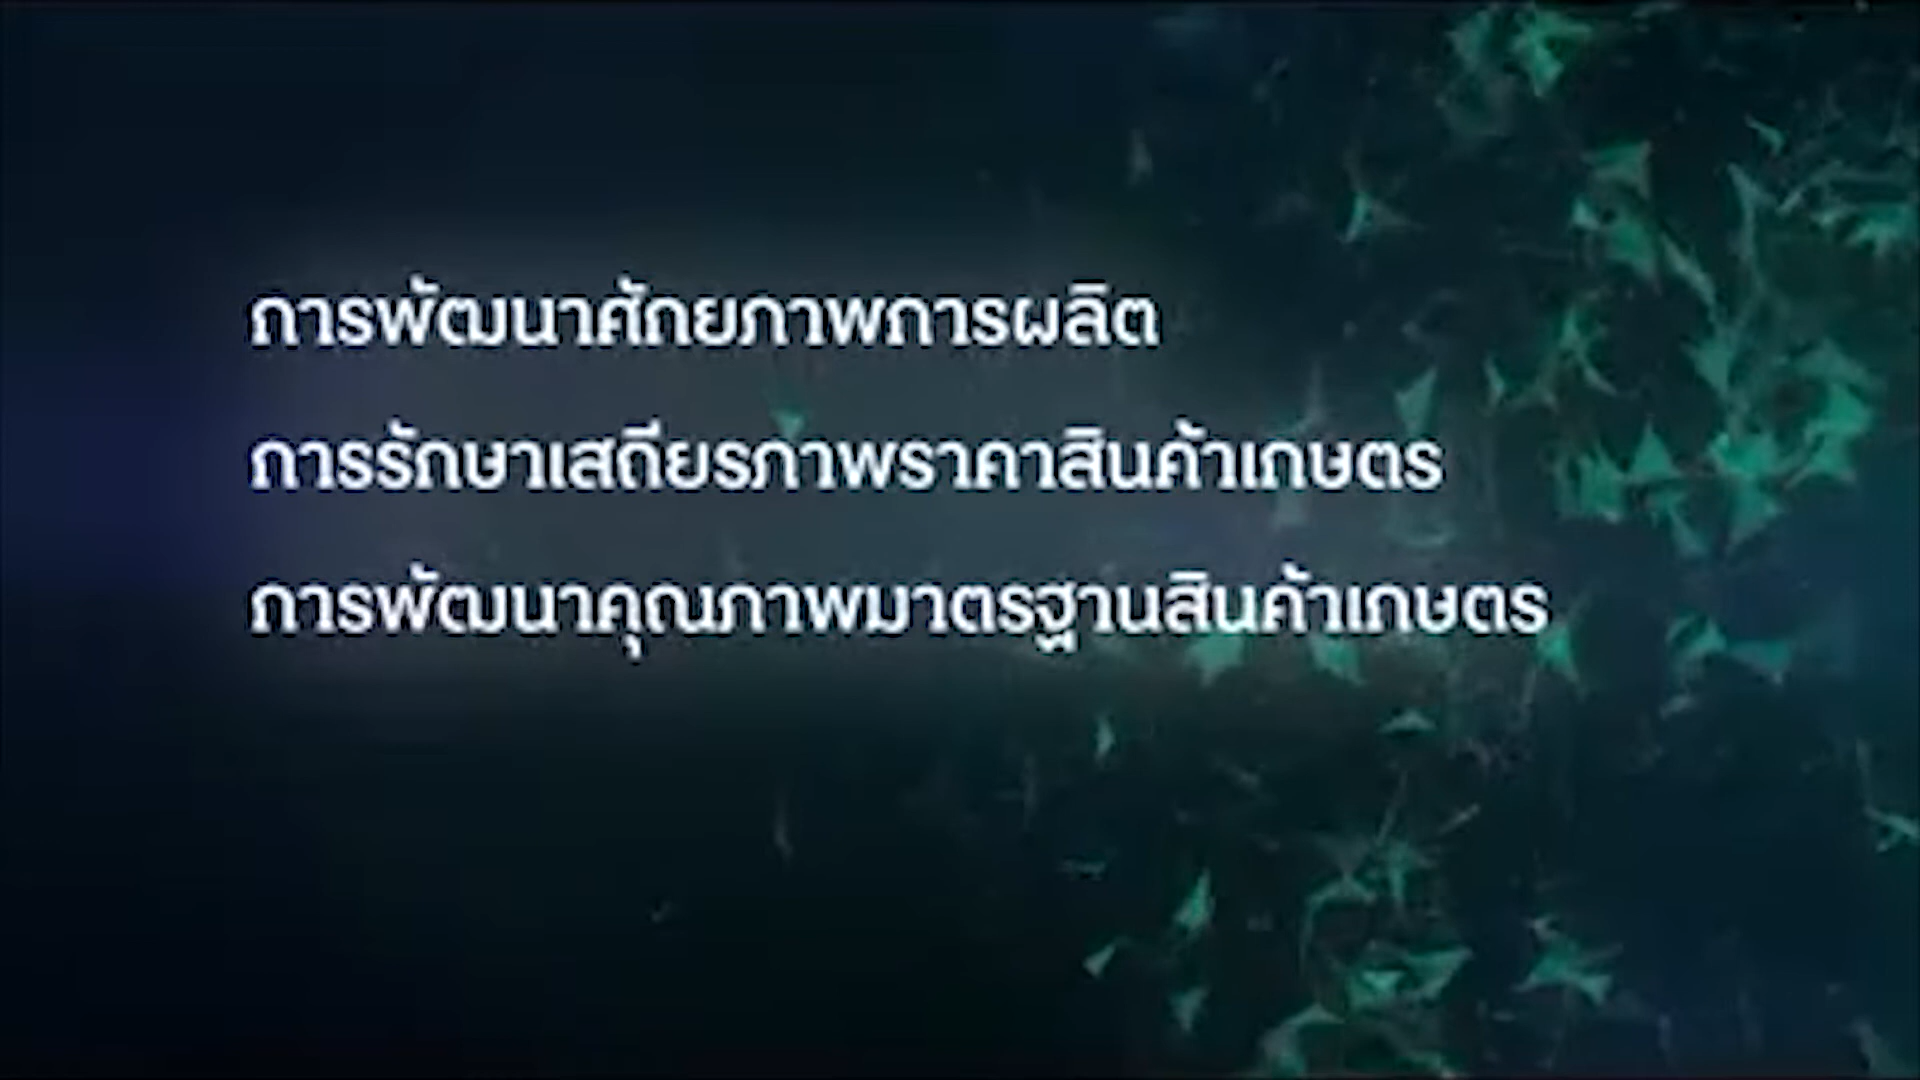 การพัฒนาศักยภาพการผลิต
การรักษาเสถียรภาพราคาสินค้าเกษตร
การพัฒนาคุณภาพมาตรฐานสินค้าเกษตร